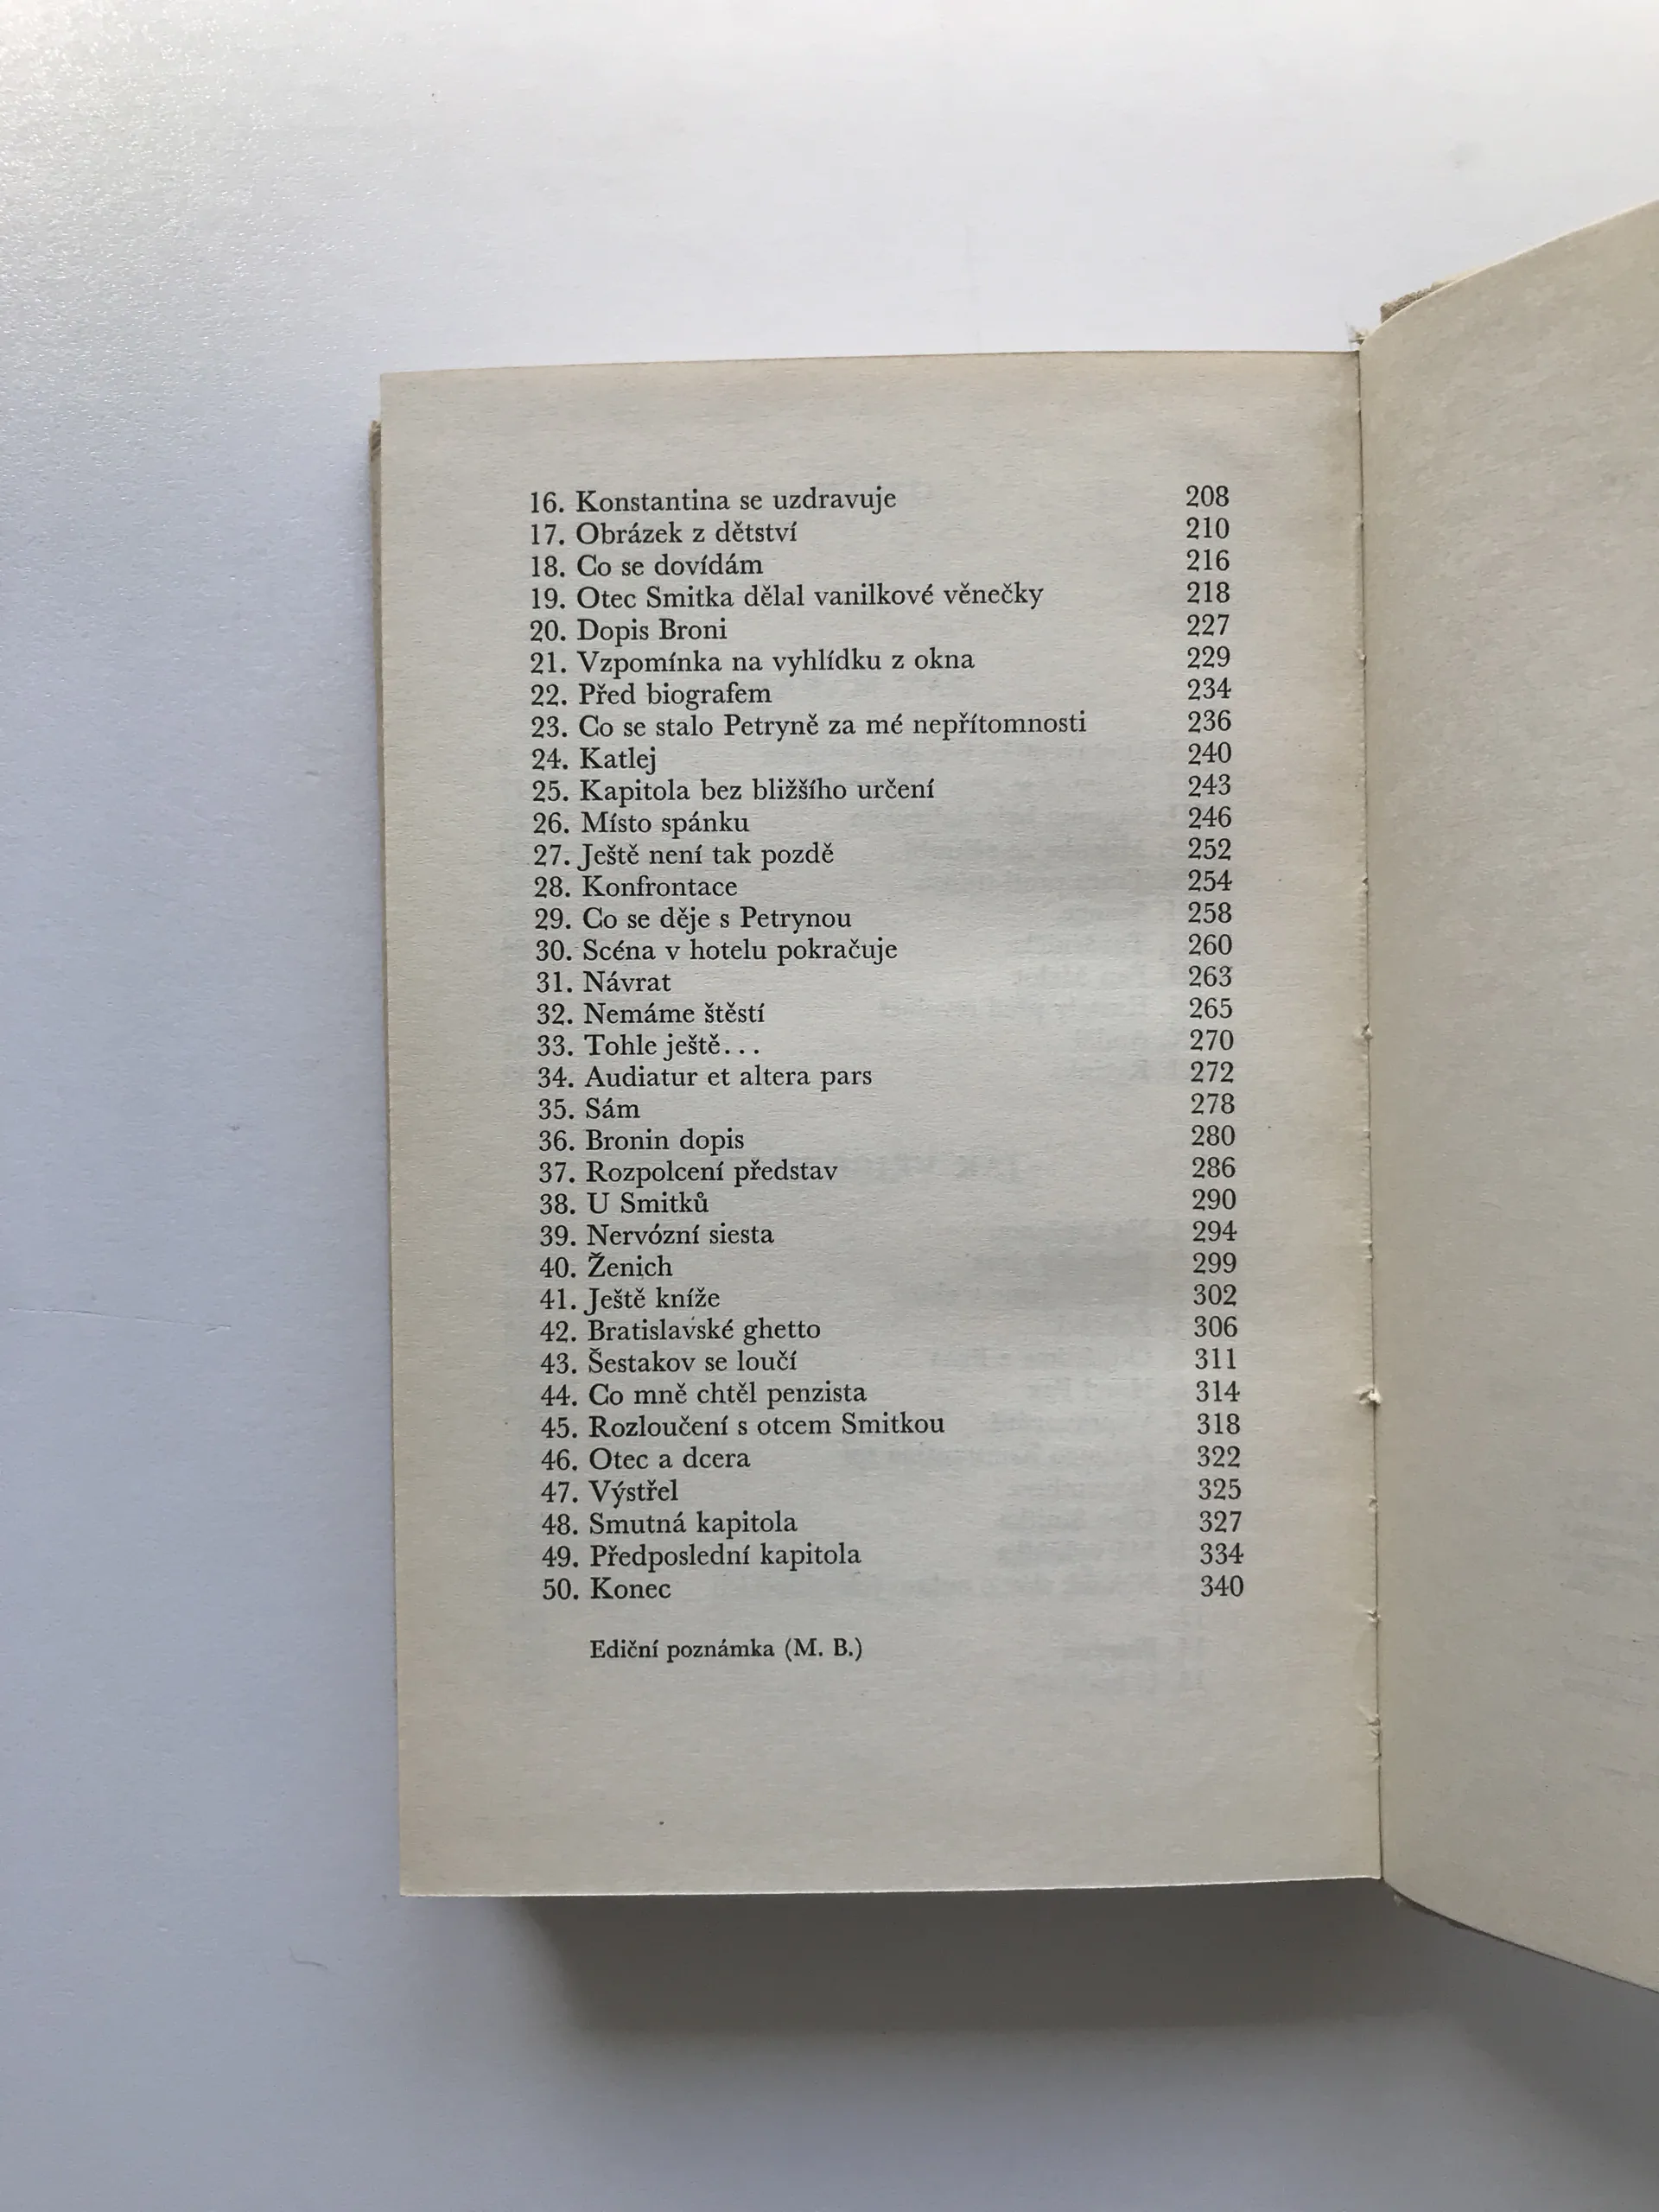 16. Konstantina se uzdravuje 208
17. Obrázek z dětství 210
18. Co se dovídám 216
19. Otec Smitka dělal vanilkové věnečky 218
20. Dopis Broni 227
21. Vzpomínka na vyhlídku z okna 229
22. Před biografem 234
23. Co se stalo Petryně za mé nepřítomnosti 236
24. Katlej 240
25. Kapitola bez bližšího určení 243
26. Místo spánku 246
27. Ještě není tak pozdě 252
28. Konfrontace 254
29. Co se děje s Petrynou 258
30. Scéna v hotelu pokračuje 260
31. Návrat 263
32. Nemáme štěstí 265
33. Tohle ještě... 270
34. Audiatur et altera pars 272
35. Sám 278
36. Bronin dopis 280
37. Rozpolcení představ 286
38. U Smitků 290
39. Nervózní siesta 294
40. Ženich 299
41. Ještě kníže 302
42. Bratislavské ghetto 306
43. Šestakov se loučí 311
44. Co mně chtěl penzista 314
45. Rozloučení s otcem Smitkou 318
46. Otec a dcera 322
47. Výstřel 325
48. Smutná kapitola 327
49. Předposlední kapitola 334
50. Konec 340
Ediční poznámka (M. B.)